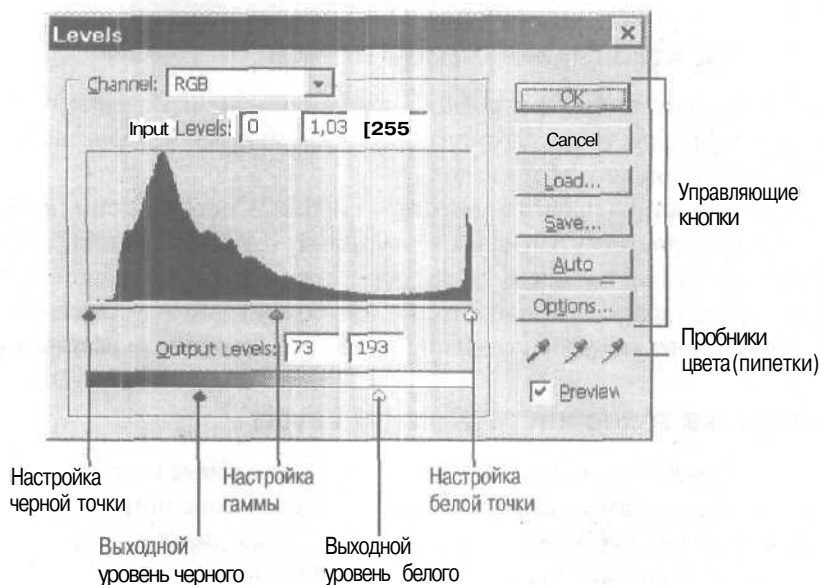 Levels
Channel: RGB
Input Levels: 0 1,03 [255
OK
Cancel
Load...
Save...
Auto
Options...
Управляющие
кнопки
Output Levels: 73 193
Пробники
цвета(пипетки)
Preview
Настройка
черной точки
Настройка
гаммы
Настройка
белой точки
Выходной
уровень черного
Выходной
уровень белого